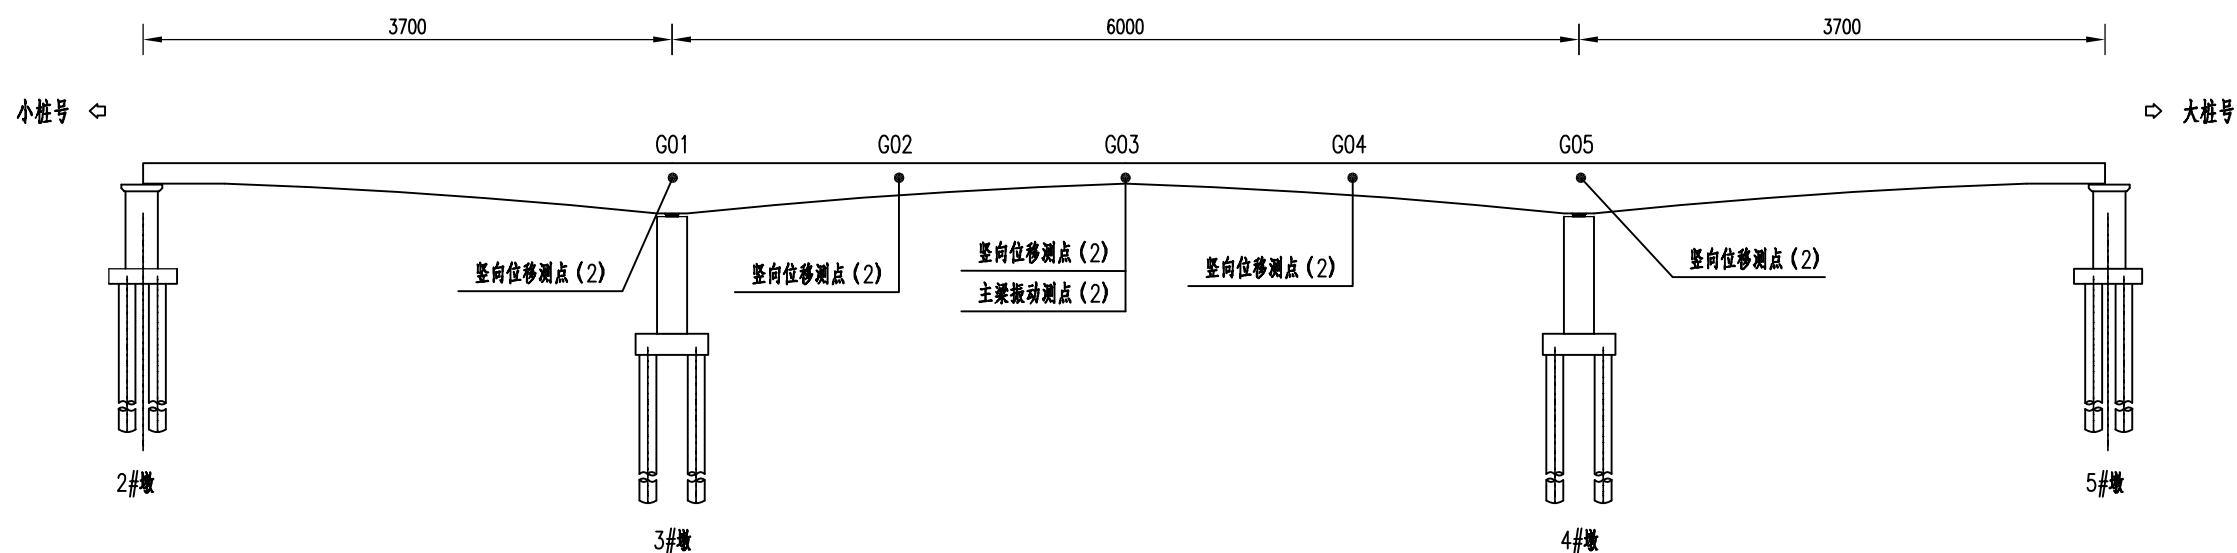 3700
6000
3700
小桩号
大桩号
G01
G02
G03
G04
G05
竖向位移测点(2)
竖向位移测点(2)
竖向位移测点(2)
主梁振动测点(2)
竖向位移测点(2)
竖向位移测点(2)
2#墩
3#墩
4#墩
5#墩